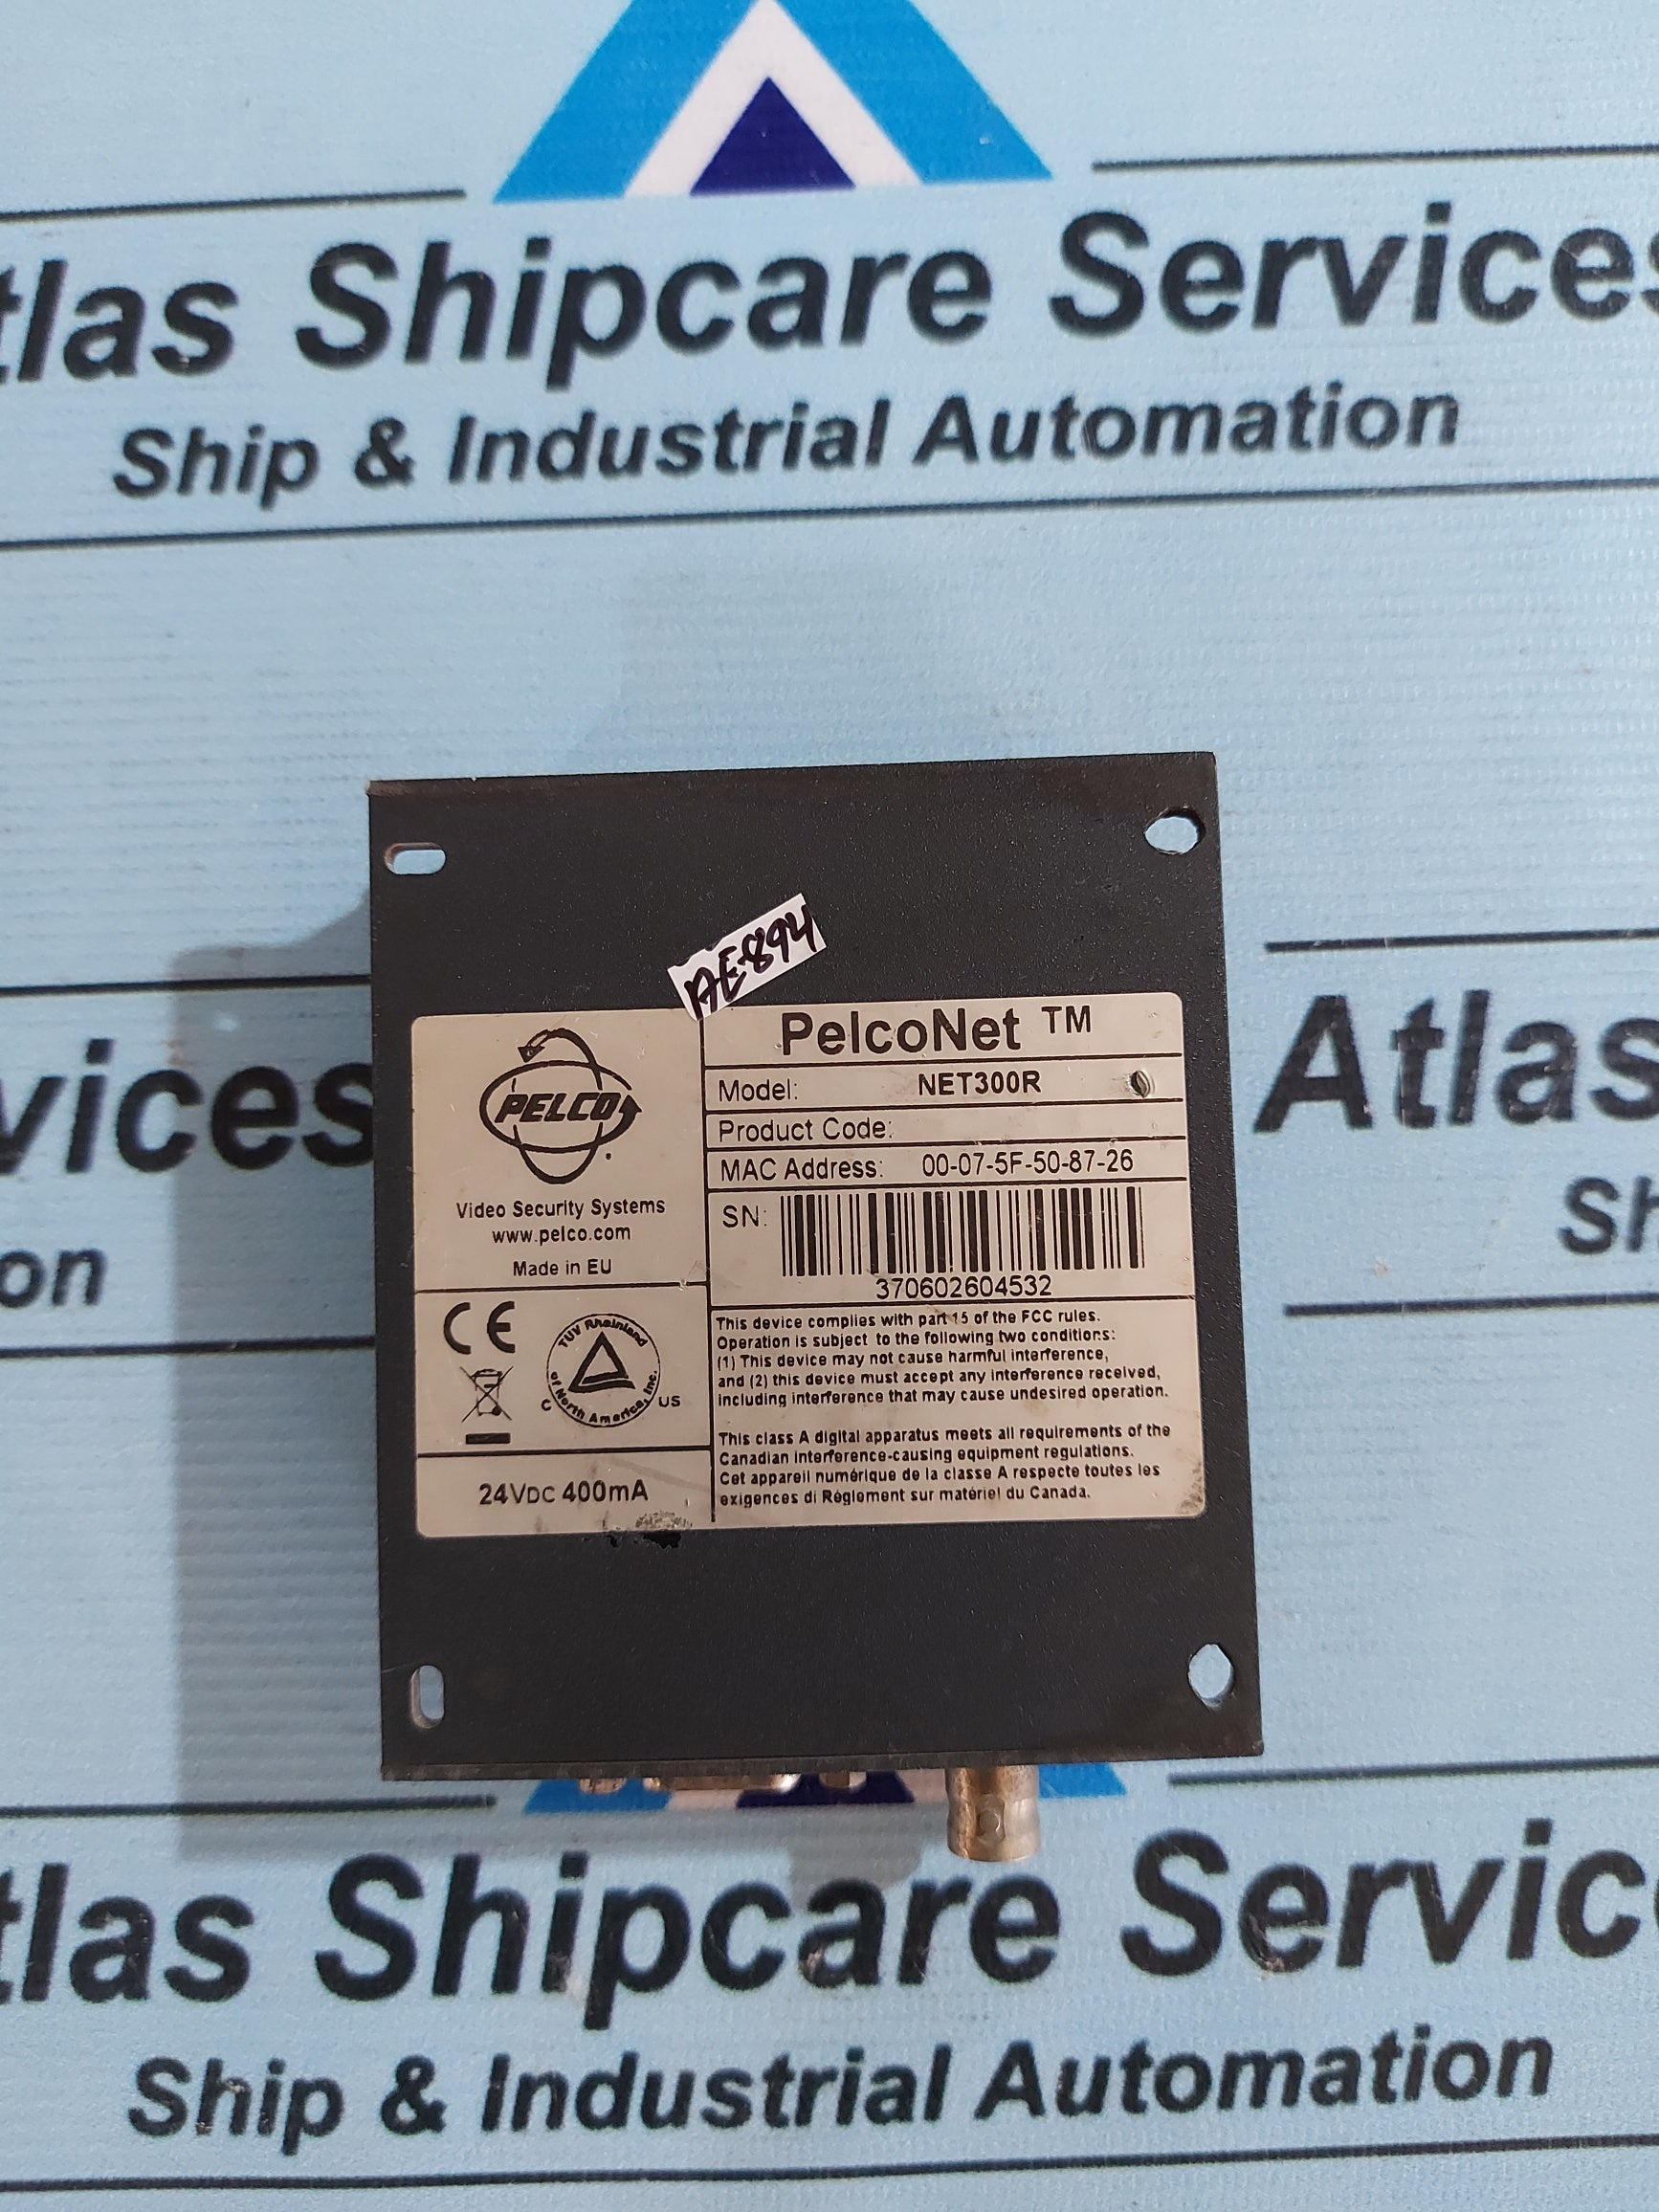 tlas Shipcare Services
Ship & Industrial Automation
AE894
PELCO
Video Security Systems
www.pelco.com
Made in EU
CE
TUV Rheinland
of North America, Inc.
C US
24VDC 400mA
PelcoNet ™
Model: NET300R
Product Code:
MAC Address: 00-07-5F-50-87-26
SN:
370602604532
This device complies with part 15 of the FCC rules.
Operation is subject to the following two conditions:
(1) This device may not cause harmful interference,
and (2) this device must accept any interference received,
including interference that may cause undesired operation.
This class A digital apparatus meets all requirements of the
Canadian interference-causing equipment regulations.
Cet appareil numérique de la classe A respecte toutes les
exigences di Règlement sur matériel du Canada.
vices
on
Atlas
Sh
tlas Shipcare Servic
Ship & Industrial Automation